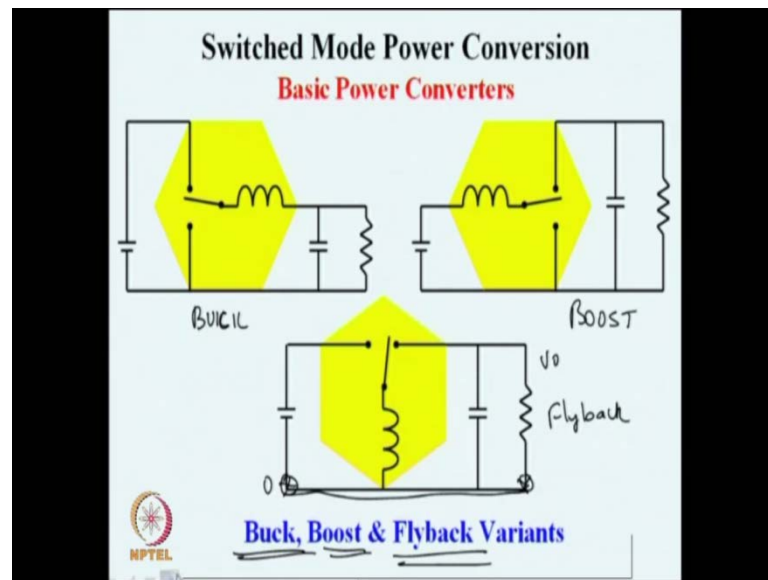 Switched Mode Power Conversion
Basic Power Converters
BUCK
BOOST
V0
Flyback
0
Buck, Boost & Flyback Variants
NPTEL